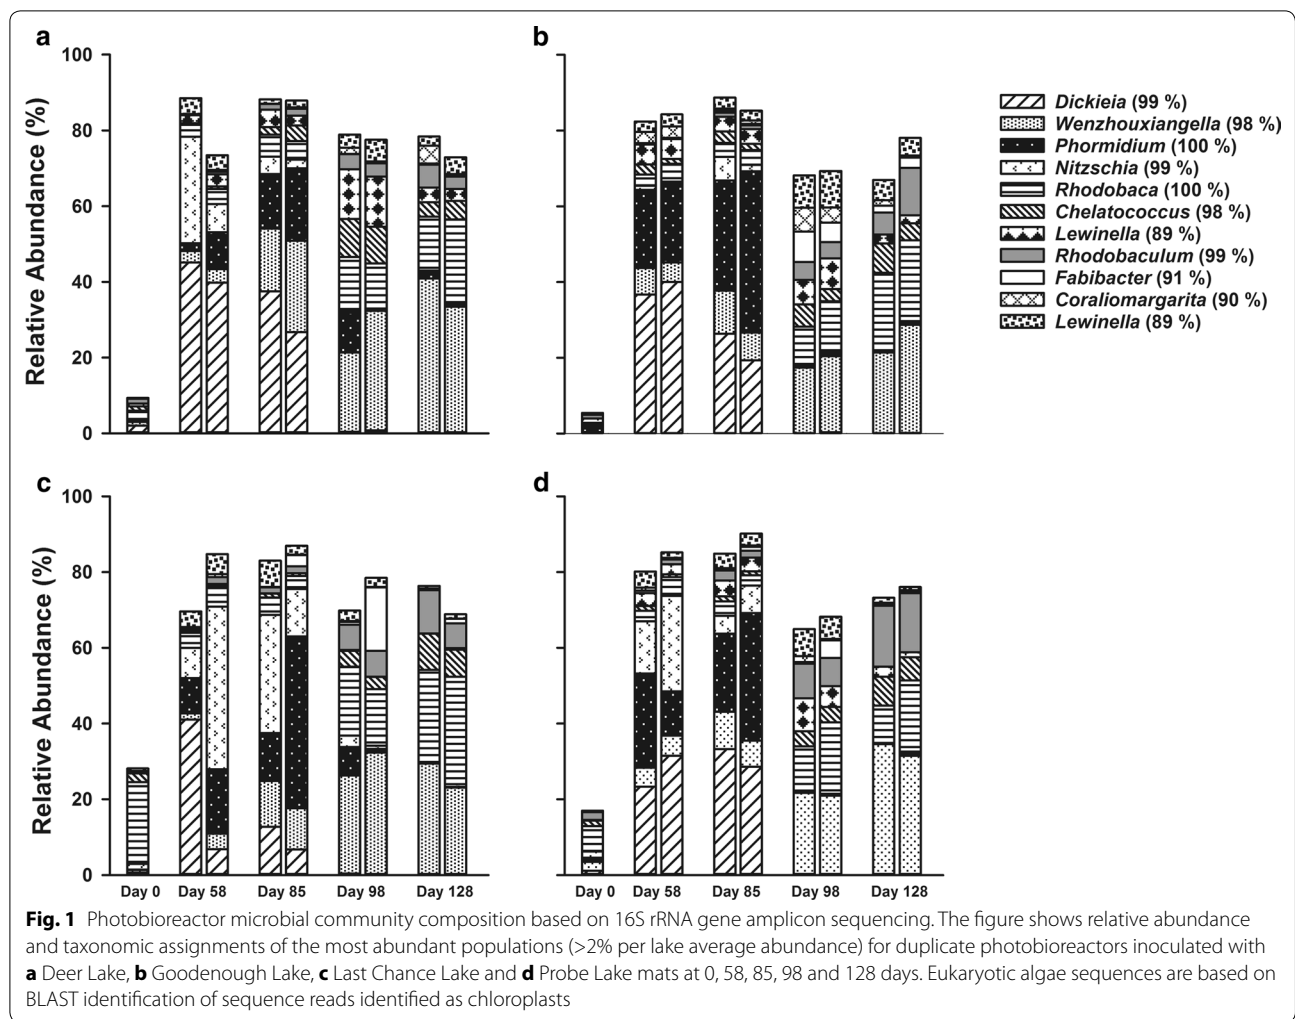 a
b
Relative Abundance (%)
100
80
60
40
20
0
Dickieia (99 %)
Wenzhouxiangella (98 %)
Phormidium (100 %)
Nitzschia (99 %)
Rhodobaca (100 %)
Chelatococcus (98 %)
Lewinella (89 %)
Rhodobaculum (99 %)
Fabibacter (91 %)
Coraliomargarita (90 %)
Lewinella (89 %)
c
d
Relative Abundance (%)
100
80
60
40
20
0
Day 0 Day 58 Day 85 Day 98 Day 128
Day 0 Day 58 Day 85 Day 98 Day 128
Fig. 1 Photobioreactor microbial community composition based on 16S rRNA gene amplicon sequencing. The figure shows relative abundance
and taxonomic assignments of the most abundant populations (>2% per lake average abundance) for duplicate photobioreactors inoculated with
a Deer Lake, b Goodenough Lake, c Last Chance Lake and d Probe Lake mats at 0, 58, 85, 98 and 128 days. Eukaryotic algae sequences are based on
BLAST identification of sequence reads identified as chloroplasts